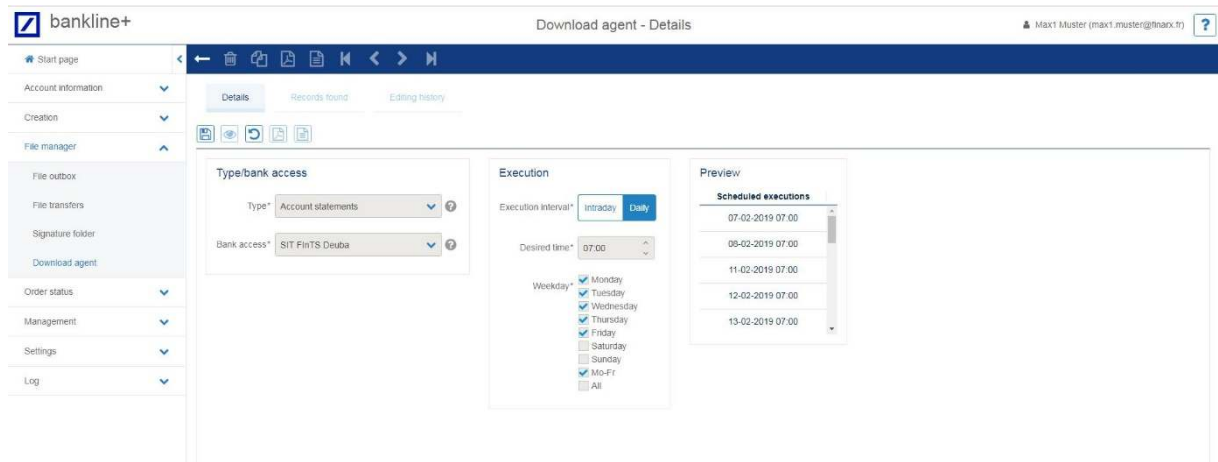 bankline+
Download agent - Details
Max1 Muster (max1.muster@finarx.fr)
?
Start page
Account information
Creation
File manager
File outbox
File transfers
Signature folder
Download agent
Order status
Management
Settings
Log
Details
Records found
Editing history
Type/bank access
Type* Account statements
Bank access* SIT FinTS Deuba
Execution
Execution interval* Intraday Daily
Desired time* 07:00
Weekday* Monday
Tuesday
Wednesday
Thursday
Friday
Saturday
Sunday
Mo-Fr
All
Preview
Scheduled executions
07-02-2019 07:00
08-02-2019 07:00
11-02-2019 07:00
12-02-2019 07:00
13-02-2019 07:00